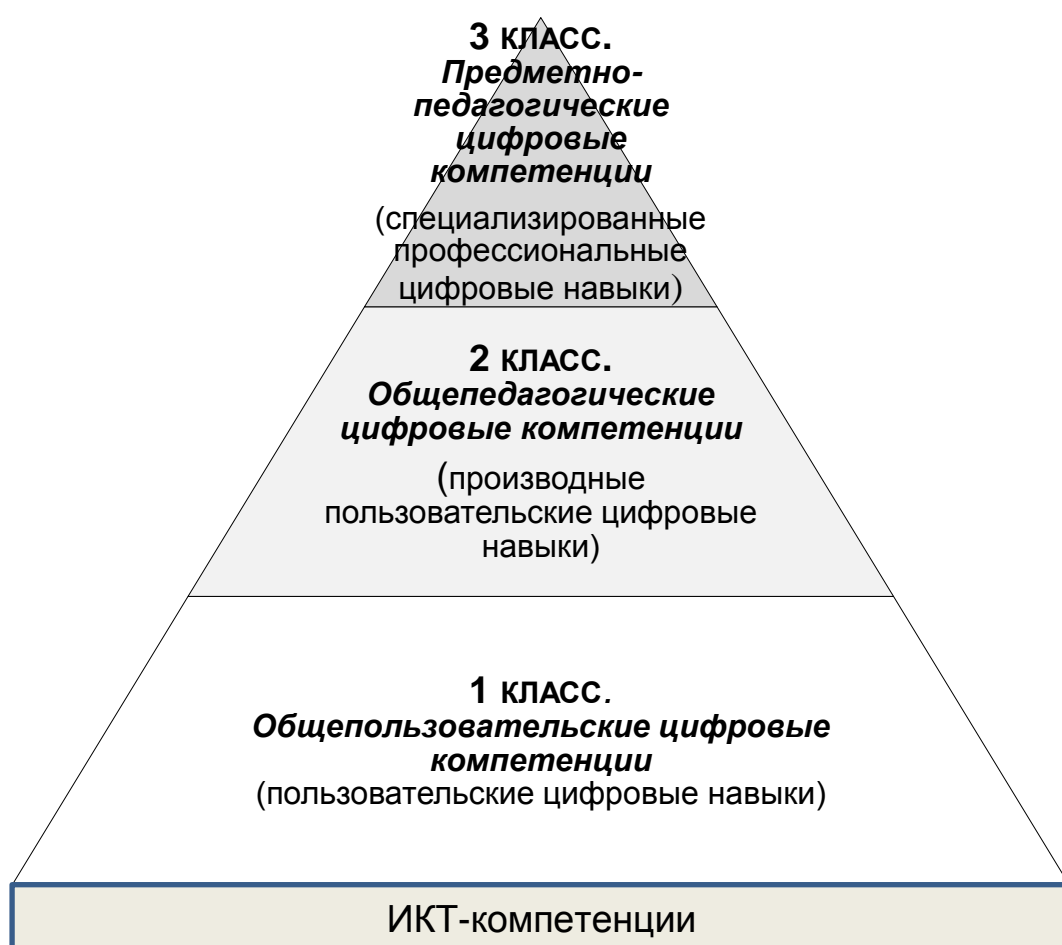 3 КЛАСС.
Предметно-
педагогические
цифровые
компетенции
(специализированные
профессиональные
цифровые навыки)
2 КЛАСС.
Общепедагогические
цифровые компетенции
(производные
пользовательские цифровые
навыки)
1 КЛАСС.
Общепользовательские цифровые
компетенции
(пользовательские цифровые навыки)
ИКТ-компетенции